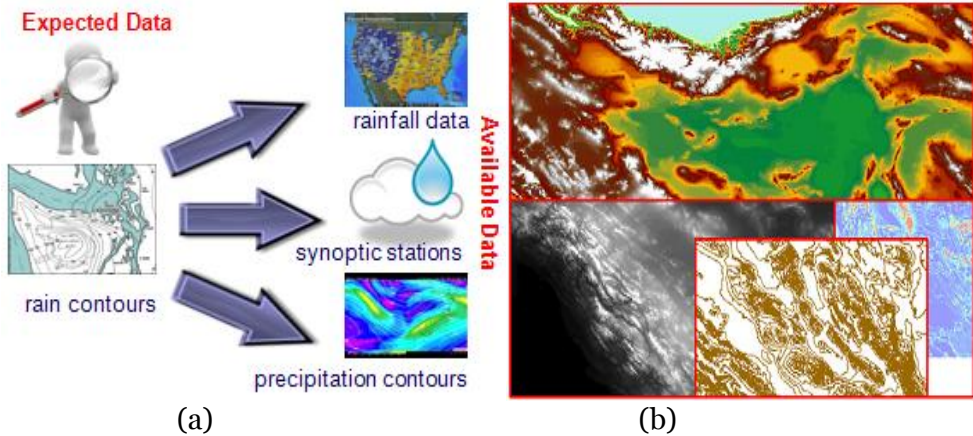 Expected Data
rainfall data
Available Data
synoptic stations
rain contours
precipitation contours
(a)
(b)